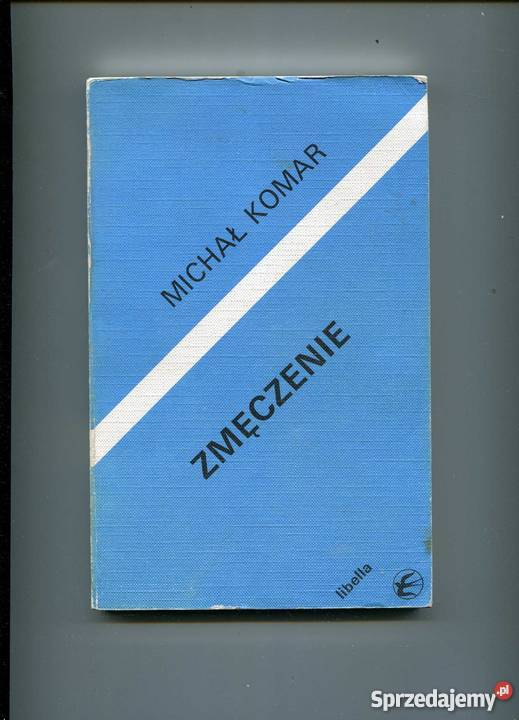 MICHAŁ KOMAR
ZMĘCZENIE
libella
Sprzedajemy.pl